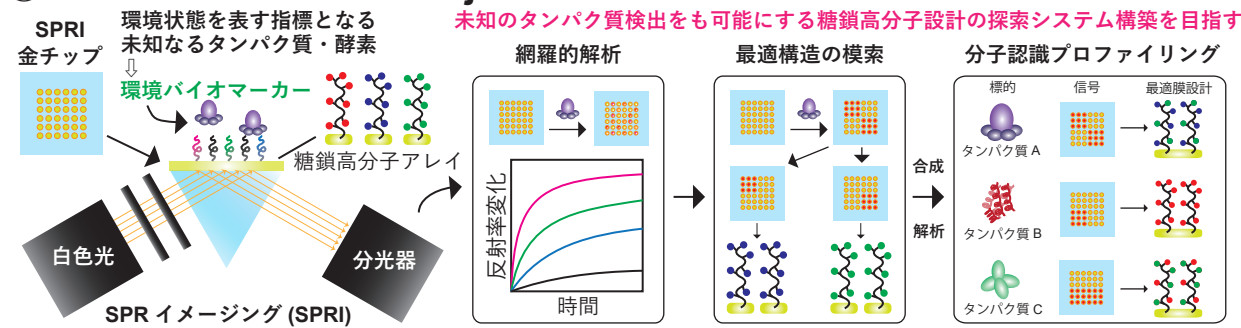 未知のタンパク質検出をも可能にする糖鎖高分子設計の探索システム構築を目指す
SPRI
金チップ
環境状態を表す指標となる
未知なるタンパク質・酵素
⇩
環境バイオマーカー
糖鎖高分子アレイ
白色光
分光器
SPR イメージング (SPRI)
網羅的解析
反射率変化
時間
最適構造の模索
合成
解析
分子認識プロファイリング
標的
信号
最適膜設計
タンパク質 A
タンパク質 B
タンパク質 C